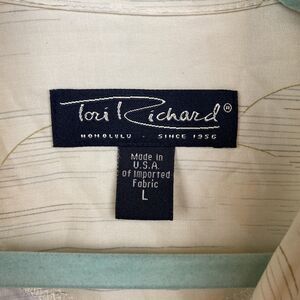 Tori Richard®
HONOLULU · SINCE 1956
Made in
U.S.A.
of Imported
Fabric
L